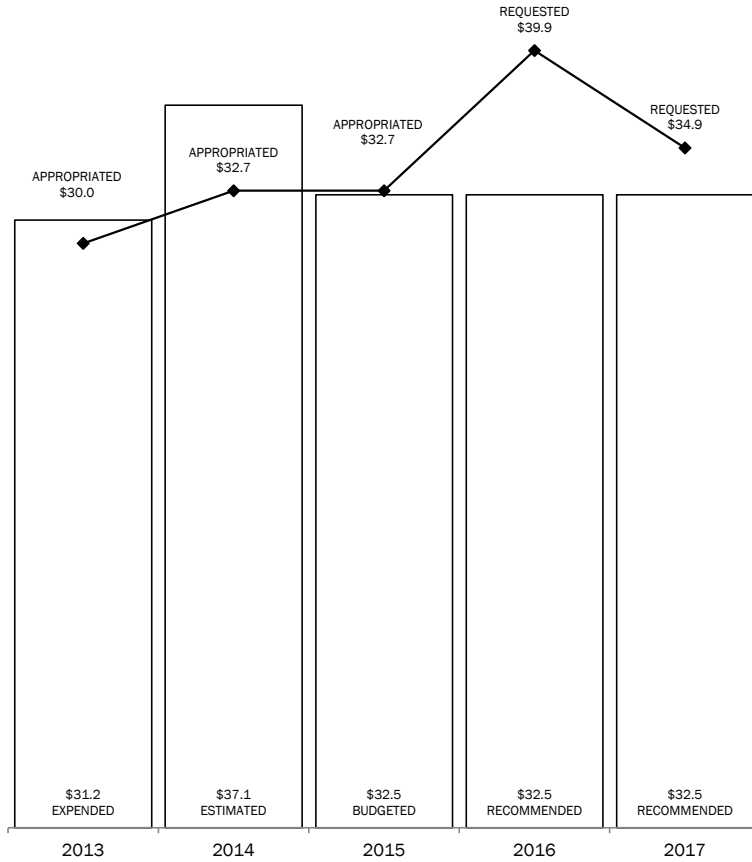 REQUESTED
$39.9
REQUESTED
$34.9
APPROPRIATED
$32.7
APPROPRIATED
$32.7
APPROPRIATED
$30.0
$31.2
EXPENDED
$37.1
ESTIMATED
$32.5
BUDGETED
$32.5
RECOMMENDED
$32.5
RECOMMENDED
2013
2014
2015
2016
2017